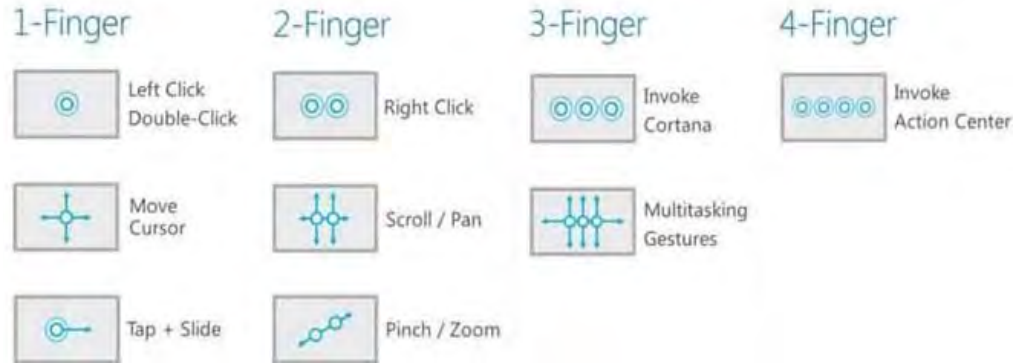 1-Finger
2-Finger
3-Finger
4-Finger
Left Click
Double-Click
Right Click
Invoke
Cortana
Invoke
Action Center
Move
Cursor
Scroll / Pan
Multitasking
Gestures
Tap + Slide
Pinch / Zoom